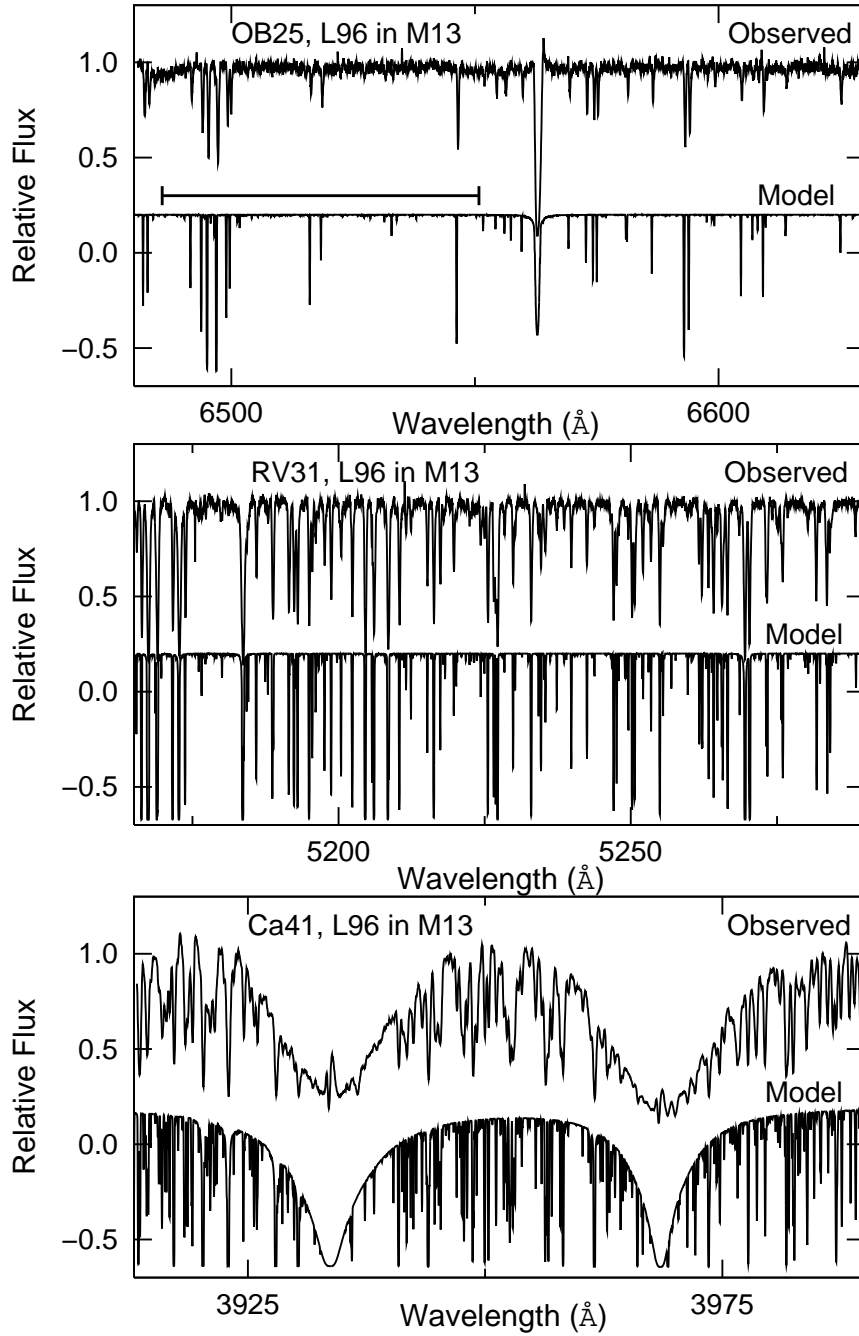 OB25, L96 in M13 Observed
1.0
0.5
Model
0.0
−0.5
Relative Flux
6500 6600
Wavelength (Å)
RV31, L96 in M13 Observed
1.0
0.5
Model
0.0
−0.5
Relative Flux
5200 5250
Wavelength (Å)
Ca41, L96 in M13 Observed
1.0
0.5
Model
0.0
−0.5
Relative Flux
3925 3975
Wavelength (Å)